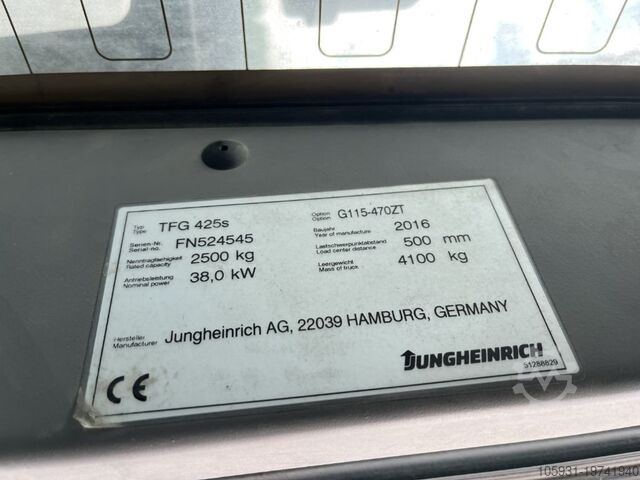 Typ
Type TFG 425s
Option
Option G115-470ZT
Serien-Nr.
Serial-no. FN524545
Baujahr
Year of manufacture 2016
Nenntragfaehigkeit
Rated capacity 2500 kg
Lastschwerpunktabstand
Load center distance 500 mm
Antriebsleistung
Nominal power 38,0 kW
Leergewicht
Mass of truck 4100 kg
Hersteller
Manufacturer Jungheinrich AG, 22039 HAMBURG, GERMANY
JUNGHEINRICH
51288829
CE
105931-19741940